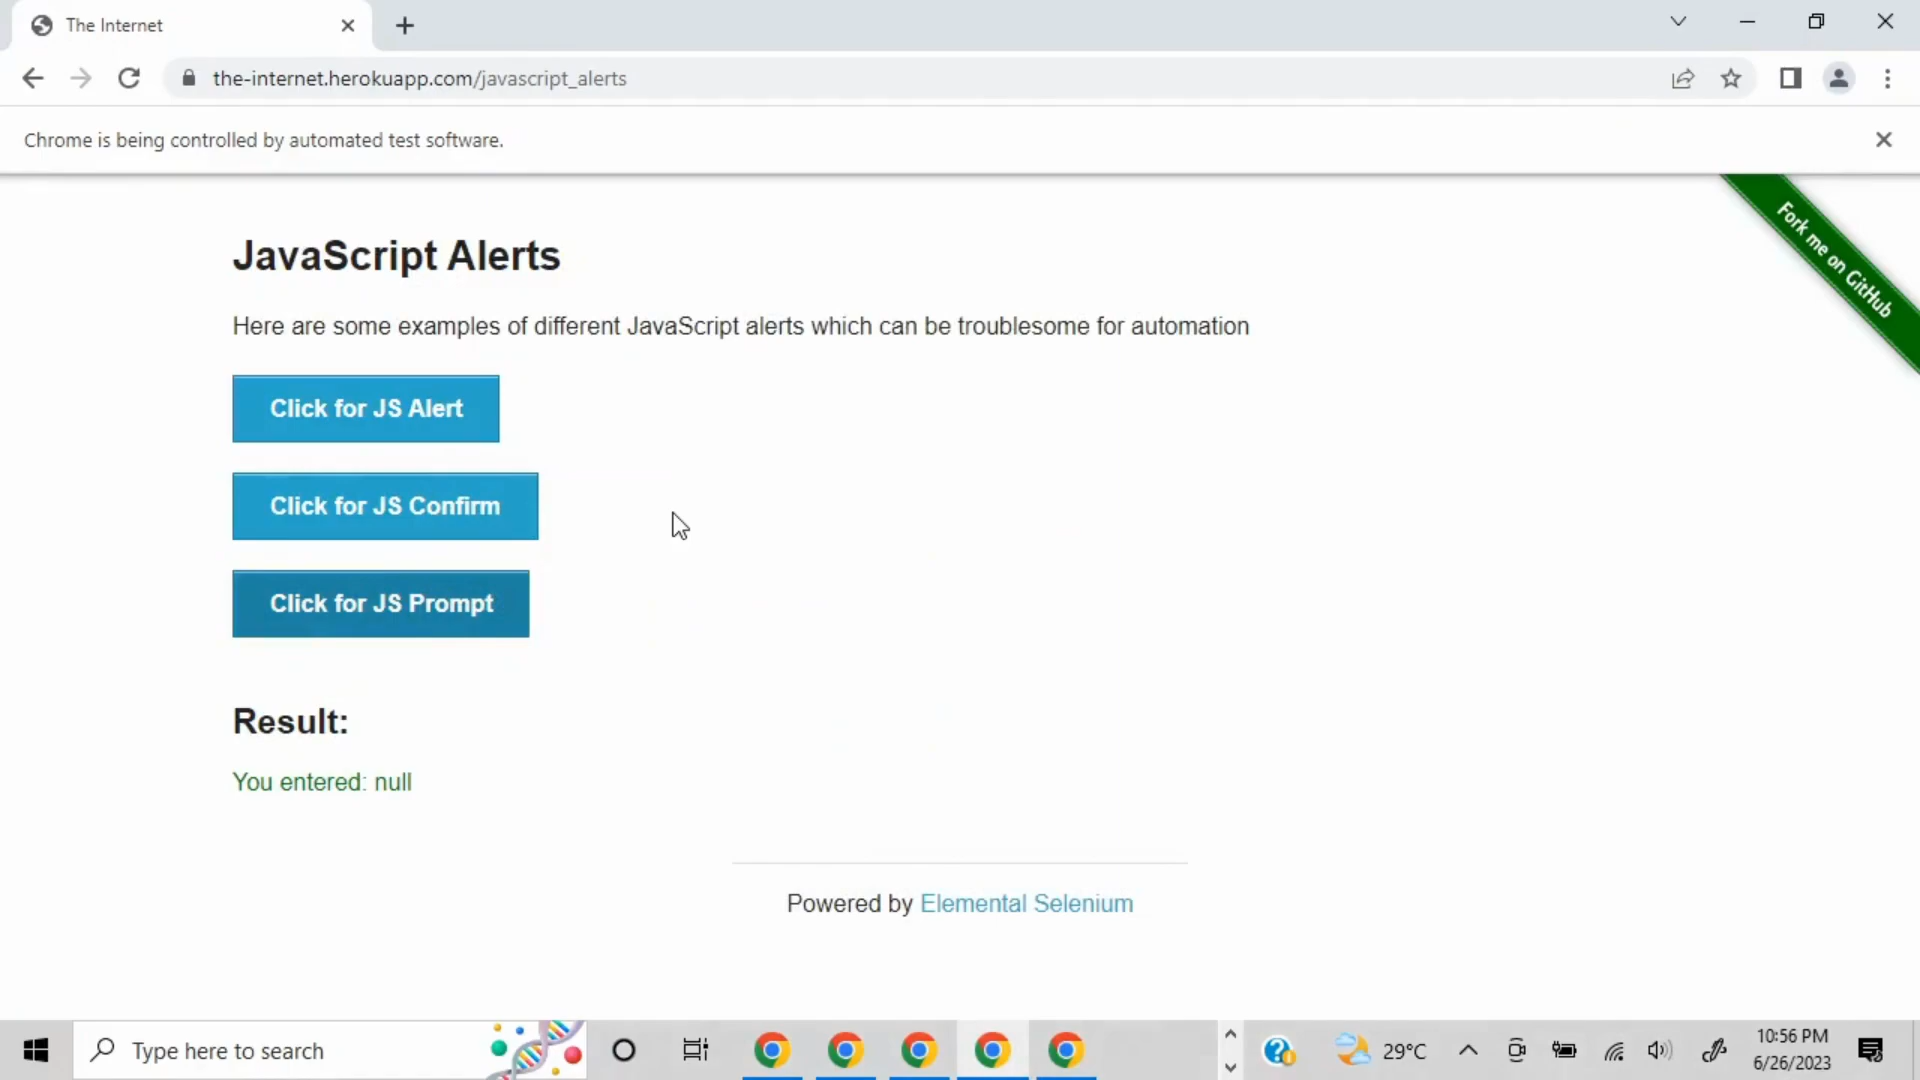 The Internet
the-internet.herokuapp.com/javascript_alerts
Chrome is being controlled by automated test software.
Fork me on GitHub
JavaScript Alerts
Here are some examples of different JavaScript alerts which can be troublesome for automation
Click for JS Alert
Click for JS Confirm
Click for JS Prompt
Result:
You entered: null
Powered by Elemental Selenium
Type here to search
29°C
10:56 PM
6/26/2023